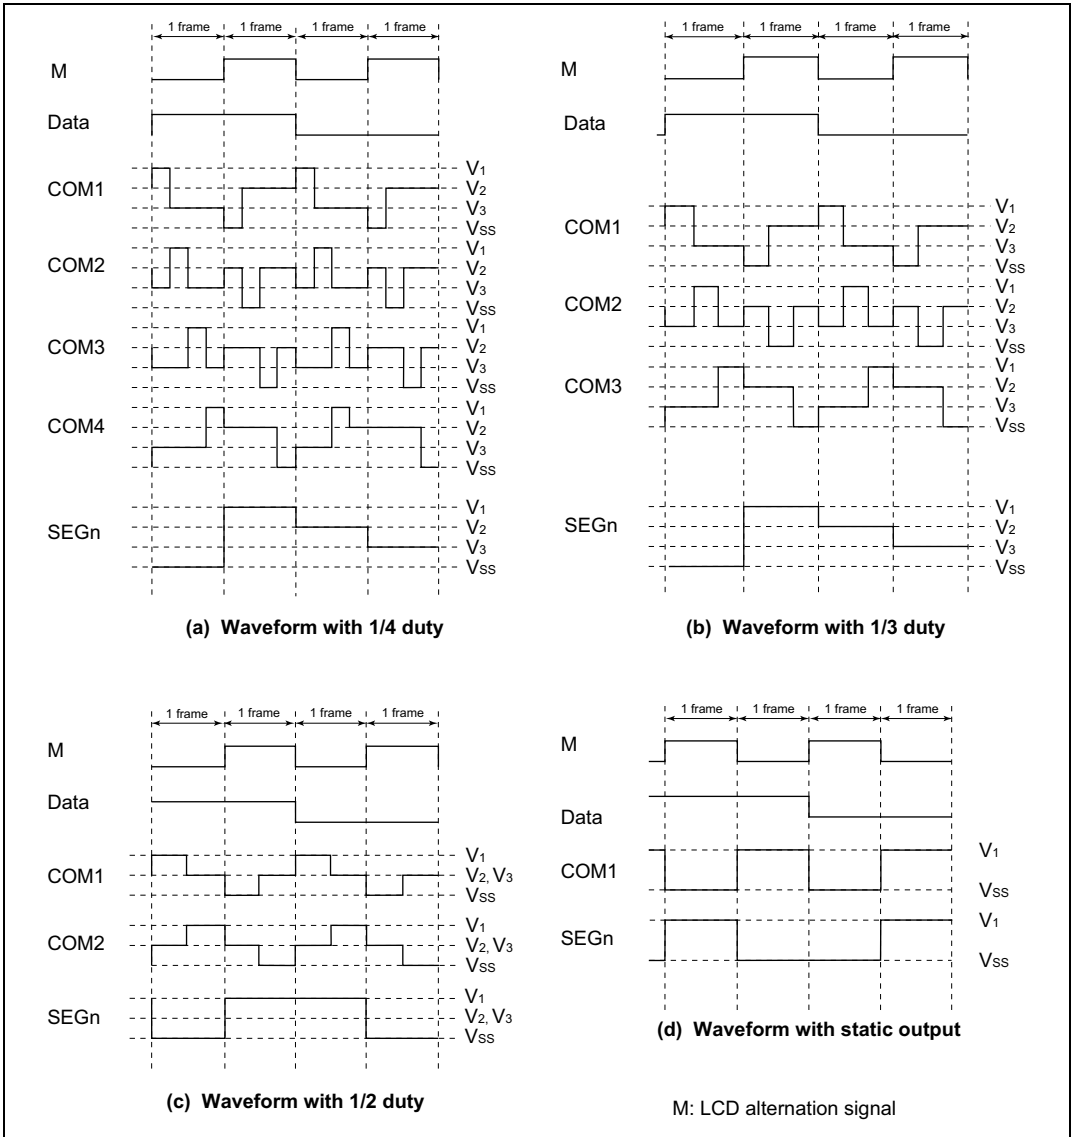 1 frame 1 frame 1 frame 1 frame
M
Data
COM1
V1
V2
V3
VSS
COM2
V1
V2
V3
VSS
COM3
V1
V2
V3
VSS
COM4
V1
V2
V3
VSS
SEGn
V1
V2
V3
VSS
(a) Waveform with 1/4 duty
1 frame 1 frame 1 frame 1 frame
M
Data
COM1
V1
V2
V3
VSS
COM2
V1
V2
V3
VSS
COM3
V1
V2
V3
VSS
SEGn
V1
V2
V3
VSS
(b) Waveform with 1/3 duty
1 frame 1 frame 1 frame 1 frame
M
Data
COM1
V1
V2, V3
VSS
COM2
V1
V2, V3
VSS
SEGn
V1
V2, V3
VSS
(c) Waveform with 1/2 duty
1 frame 1 frame 1 frame 1 frame
M
Data
COM1
V1
VSS
SEGn
V1
VSS
(d) Waveform with static output
M: LCD alternation signal